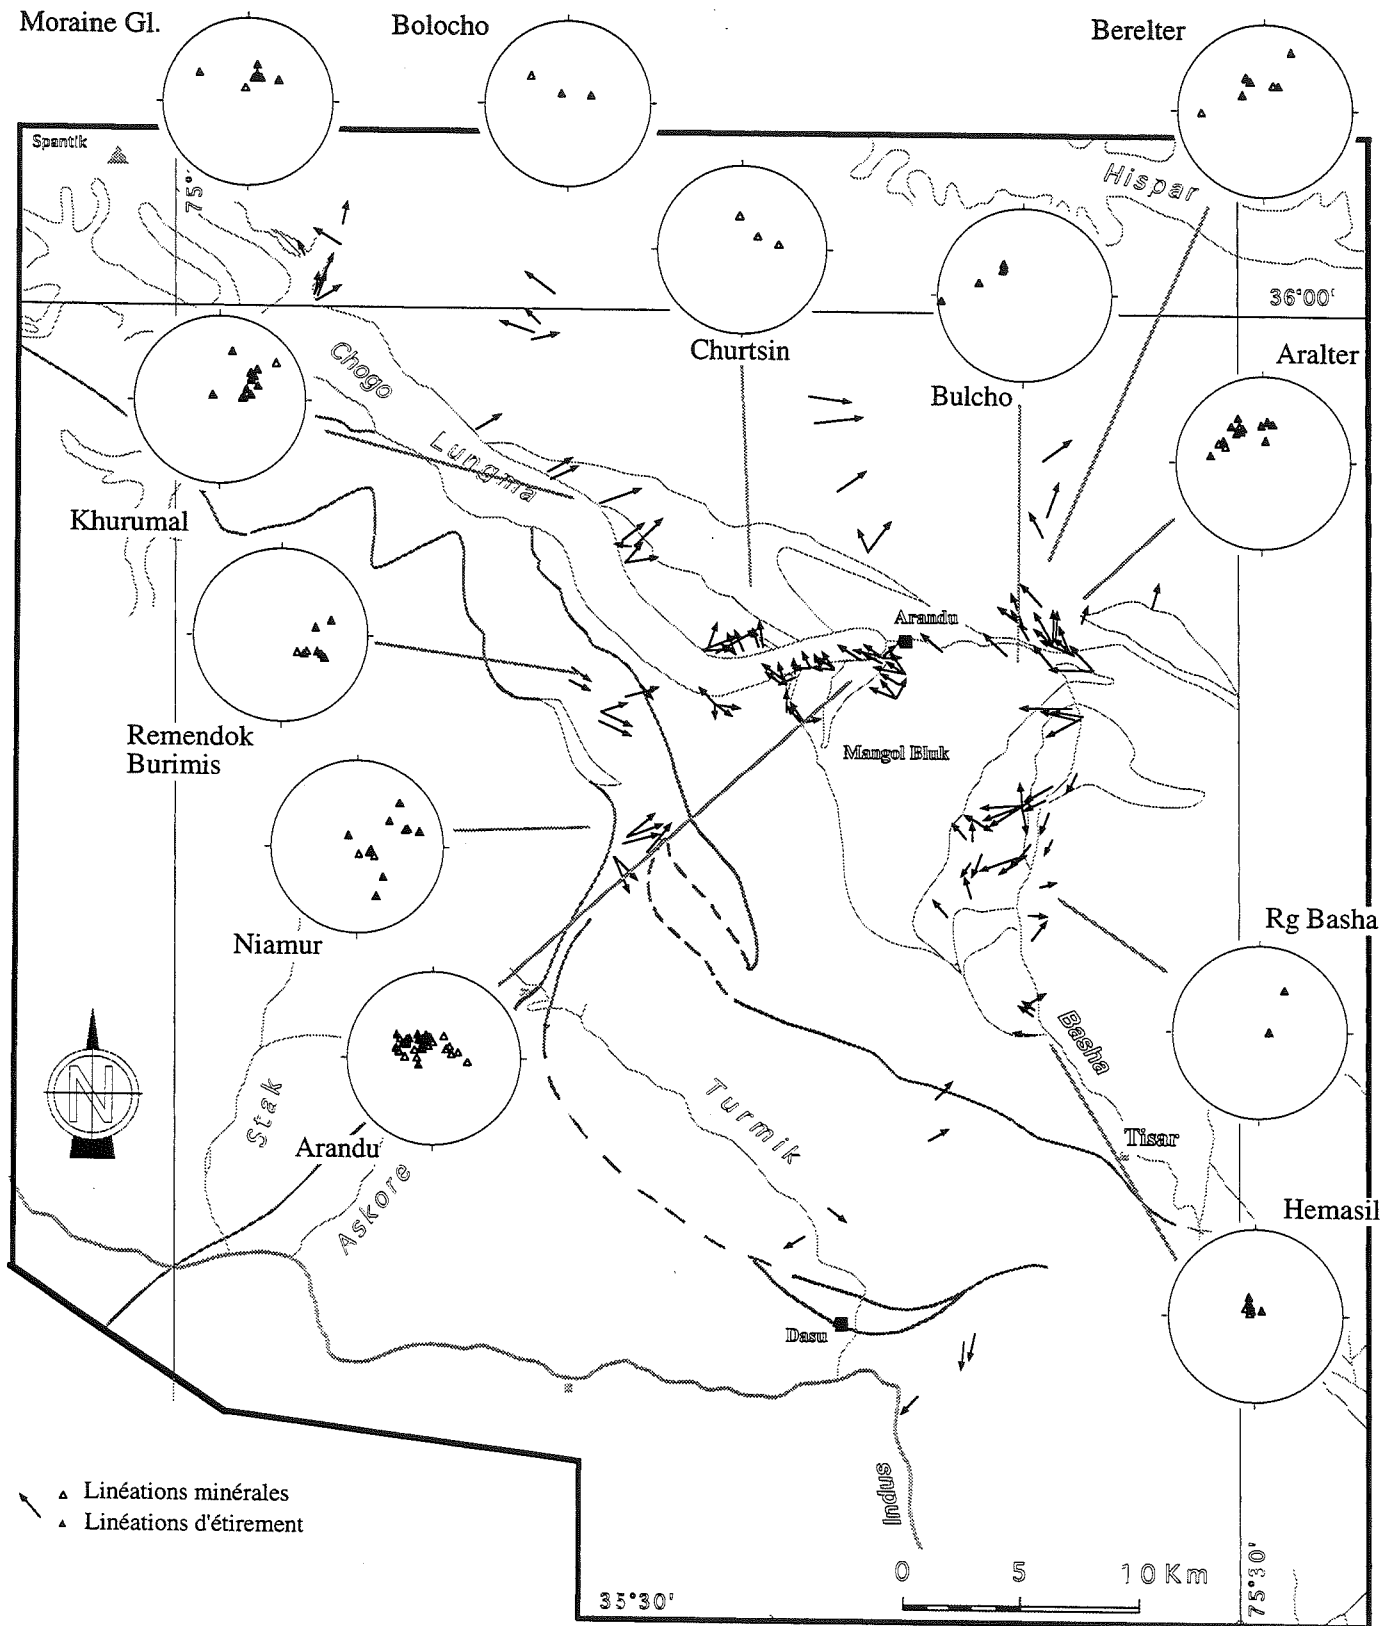 Moraine Gl.
Bolocho
Berelter
Spantik
75°
Hispar
36°00'
Churtsin
Bulcho
Aralter
Chogo
Lungma
Khurumal
Arandu
Remendok
Burimis
Mangol Bluk
Niamur
Rg Basha
Basha
N
Stak
Turmik
Tisar
Arandu
Askore
Hemasil
Dasu
Linéations minérales
Linéations d'étirement
Indus
0 5 10 Km
35°30'
75°30'